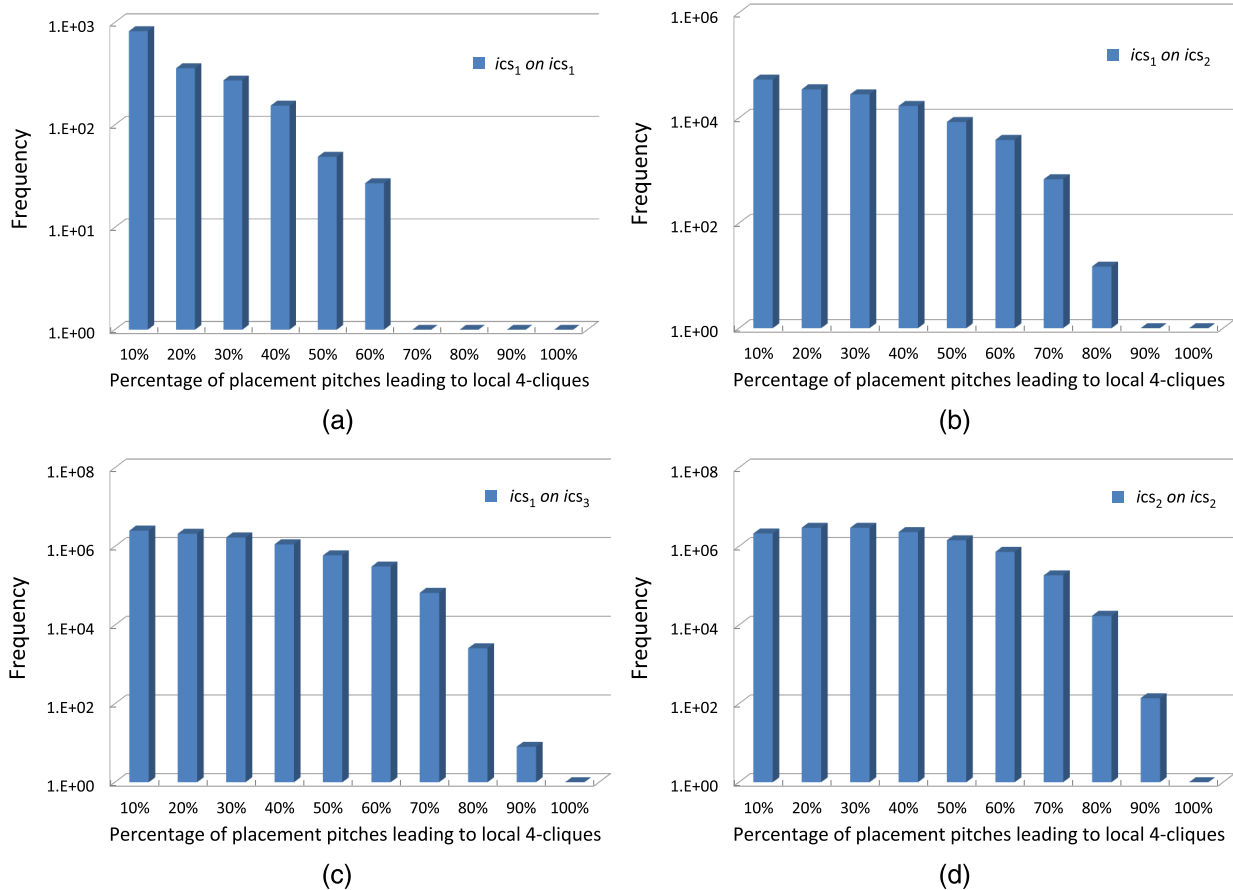 1.E+03
1.E+02
1.E+01
1.E+00
Frequency
ics1 on ics1
10% 20% 30% 40% 50% 60% 70% 80% 90% 100%
Percentage of placement pitches leading to local 4-cliques
(a)
1.E+06
1.E+04
1.E+02
1.E+00
Frequency
ics1 on ics2
10% 20% 30% 40% 50% 60% 70% 80% 90% 100%
Percentage of placement pitches leading to local 4-cliques
(b)
1.E+08
1.E+06
1.E+04
1.E+02
1.E+00
Frequency
ics1 on ics3
10% 20% 30% 40% 50% 60% 70% 80% 90% 100%
Percentage of placement pitches leading to local 4-cliques
(c)
1.E+08
1.E+06
1.E+04
1.E+02
1.E+00
Frequency
ics2 on ics2
10% 20% 30% 40% 50% 60% 70% 80% 90% 100%
Percentage of placement pitches leading to local 4-cliques
(d)